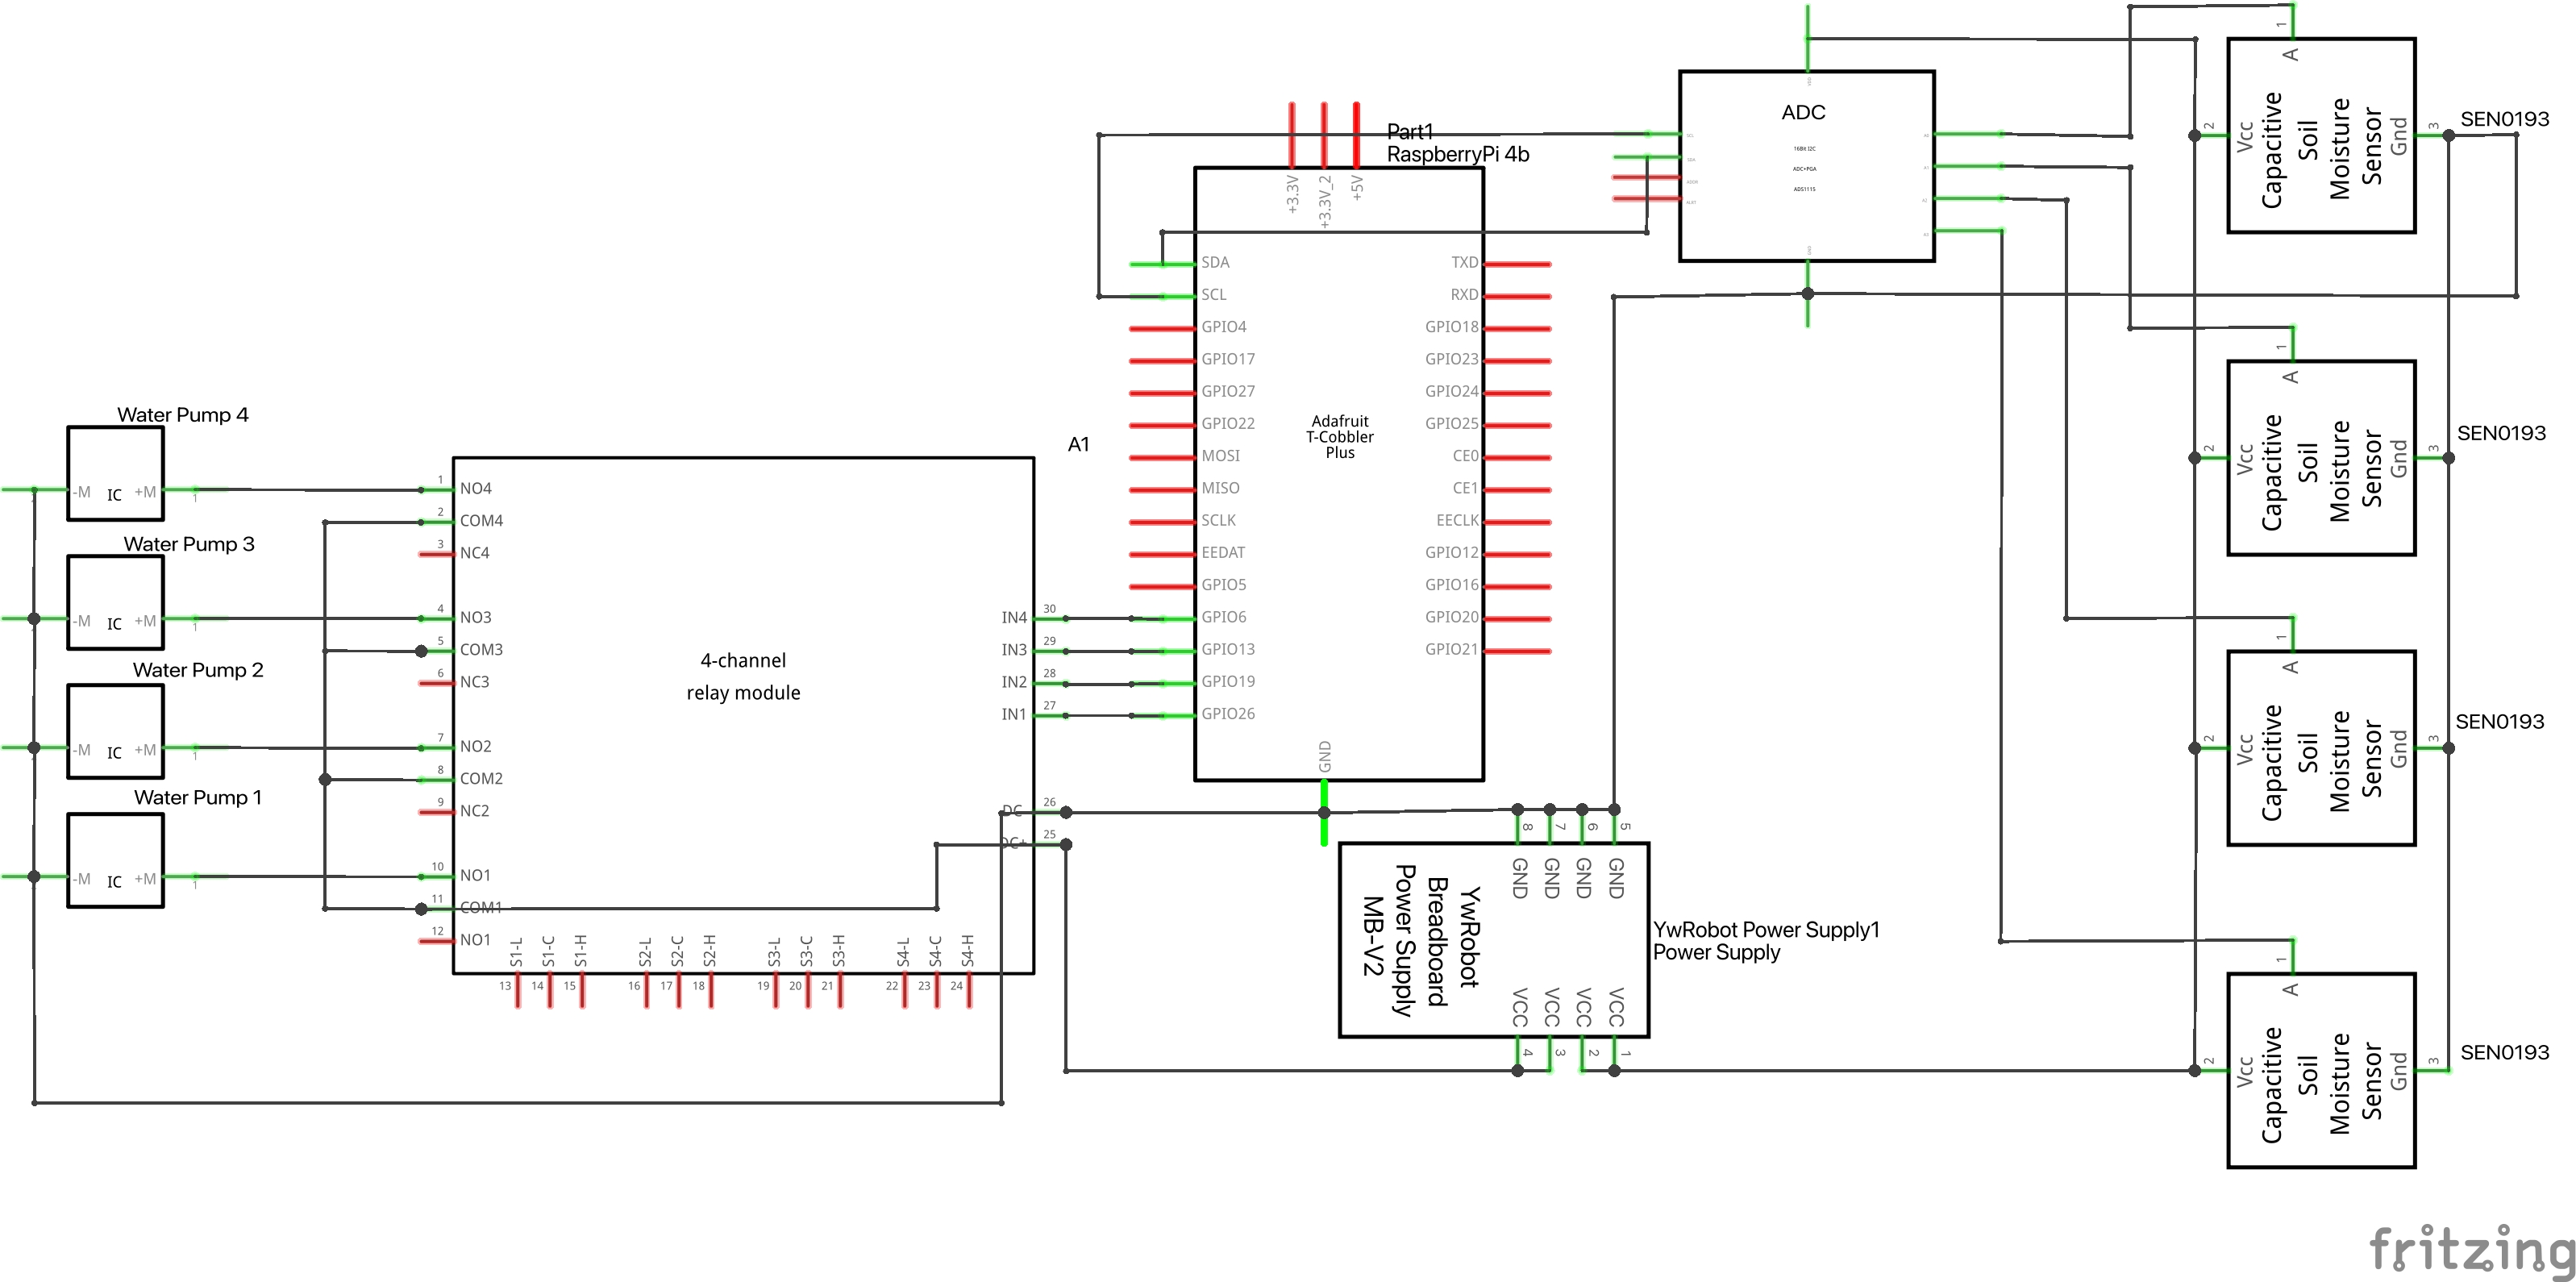 Water Pump 4
-M IC +M
1
Water Pump 3
-M IC +M
1
Water Pump 2
-M IC +M
1
Water Pump 1
-M IC +M
1
A1
4-channel
relay module
1 NO4
2 COM4
3 NC4
4 NO3
5 COM3
6 NC3
7 NO2
8 COM2
9 NC2
10 NO1
11 COM1
12 NO1
S1-L S1-C S1-H S2-L S2-C S2-H S3-L S3-C S3-H S4-L S4-C S4-H
13 14 15 16 17 18 19 20 21 22 23 24
IN4 30
IN3 29
IN2 28
IN1 27
DC- 26
DC+ 25
Part1
RaspberryPi 4b
+3.3V +3.3V_2 +5V
SDA TXD
SCL RXD
GPIO4 GPIO18
GPIO17 GPIO23
GPIO27 GPIO24
GPIO22 GPIO25
MOSI CE0
MISO CE1
SCLK EECLK
EEDAT GPIO12
GPIO5 GPIO16
GPIO6 GPIO20
GPIO13 GPIO21
GPIO19
GPIO26
Adafruit
T-Cobbler
Plus
GND
ADC
16Bit I2C
ADC+PGA
ADS1115
8 7 6 5
GND GND GND GND
YwRobot
Breadboard
Power Supply
MB-V2
VCC VCC VCC VCC
4 3 2 1
YwRobot Power Supply1
Power Supply
SEN0193
1 A
2 Vcc
Capacitive
Soil
Moisture
Sensor
Gnd 3
SEN0193
1 A
2 Vcc
Capacitive
Soil
Moisture
Sensor
Gnd 3
SEN0193
1 A
2 Vcc
Capacitive
Soil
Moisture
Sensor
Gnd 3
SEN0193
1 A
2 Vcc
Capacitive
Soil
Moisture
Sensor
Gnd 3
fritzing